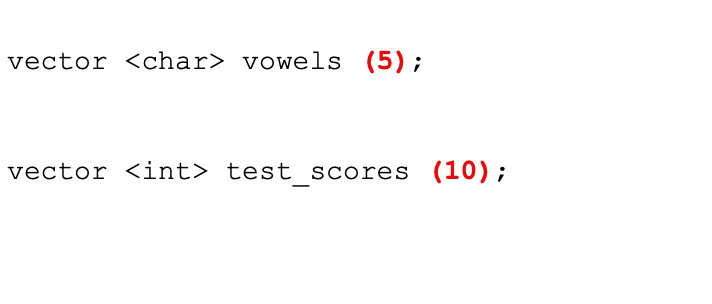 vector <char> vowels (5);
vector <int> test_scores (10);